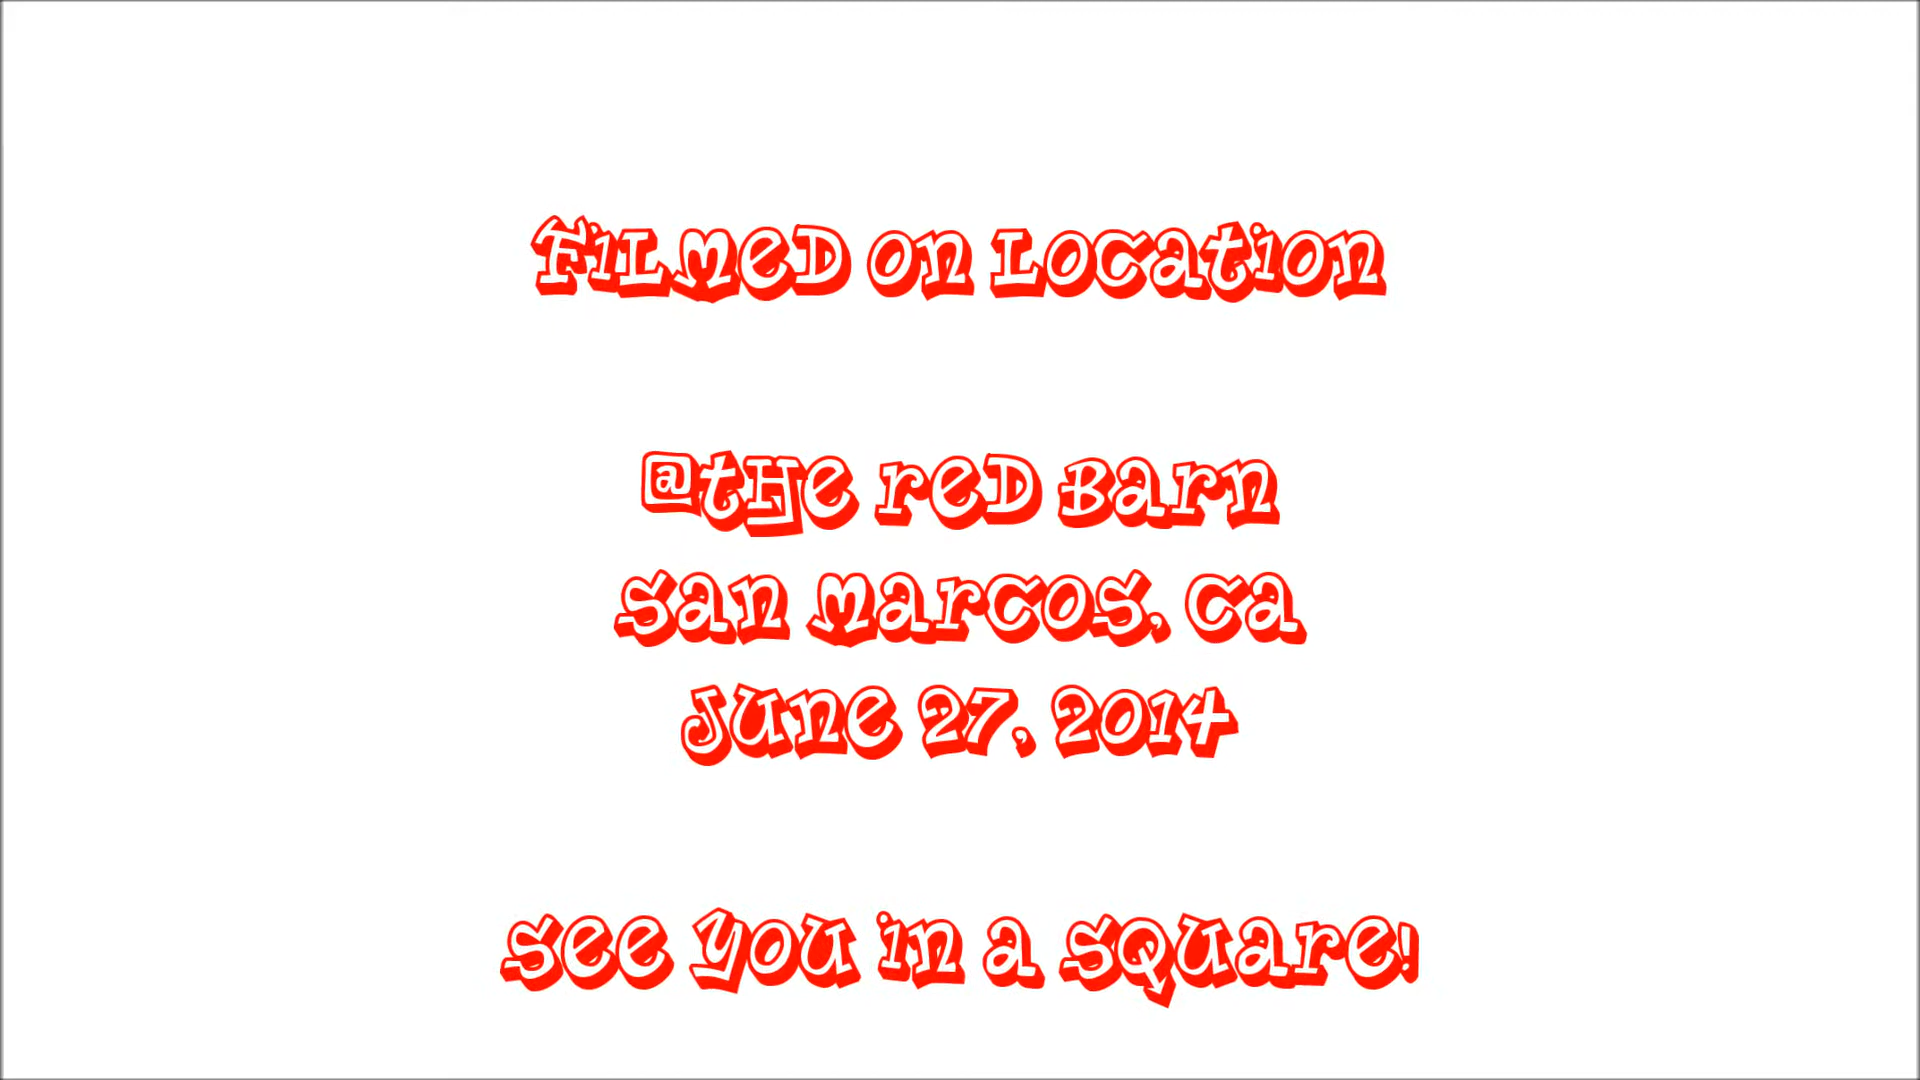 Filmed on Location
@the Red Barn
San Marcos, CA
June 27, 2014
See you in a square!